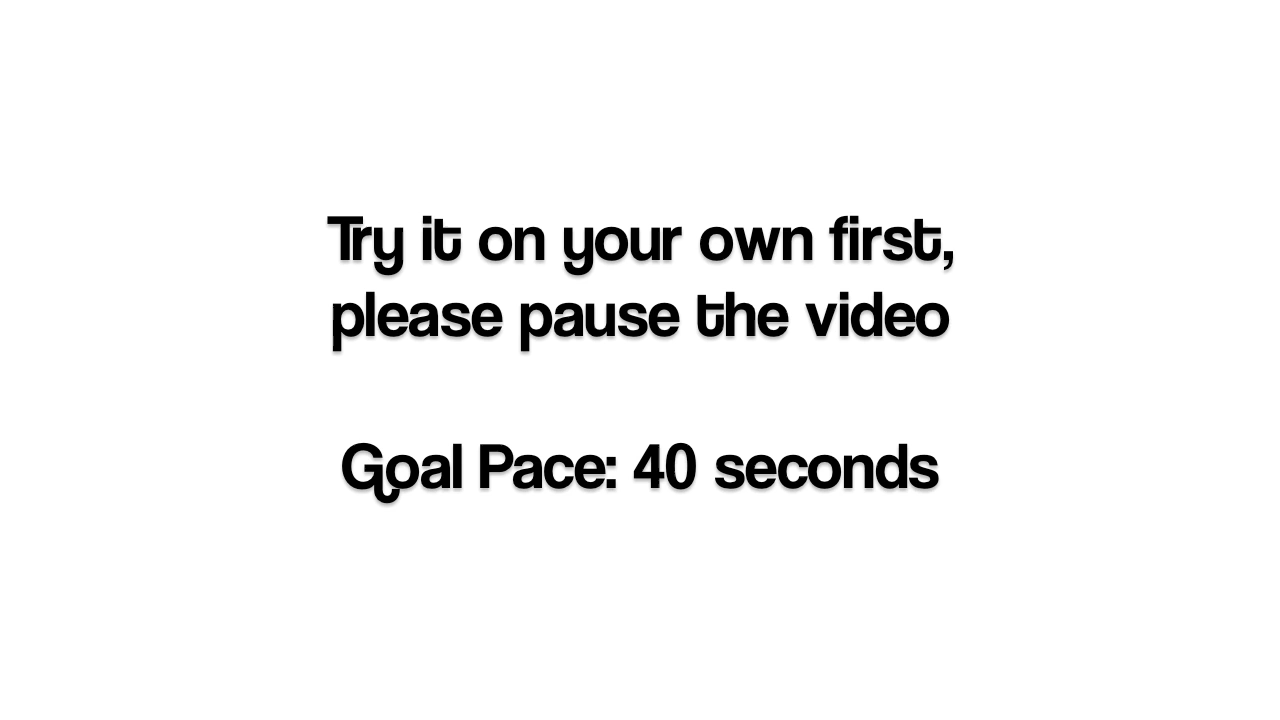 Try it on your own first,
please pause the video
Goal Pace: 40 seconds